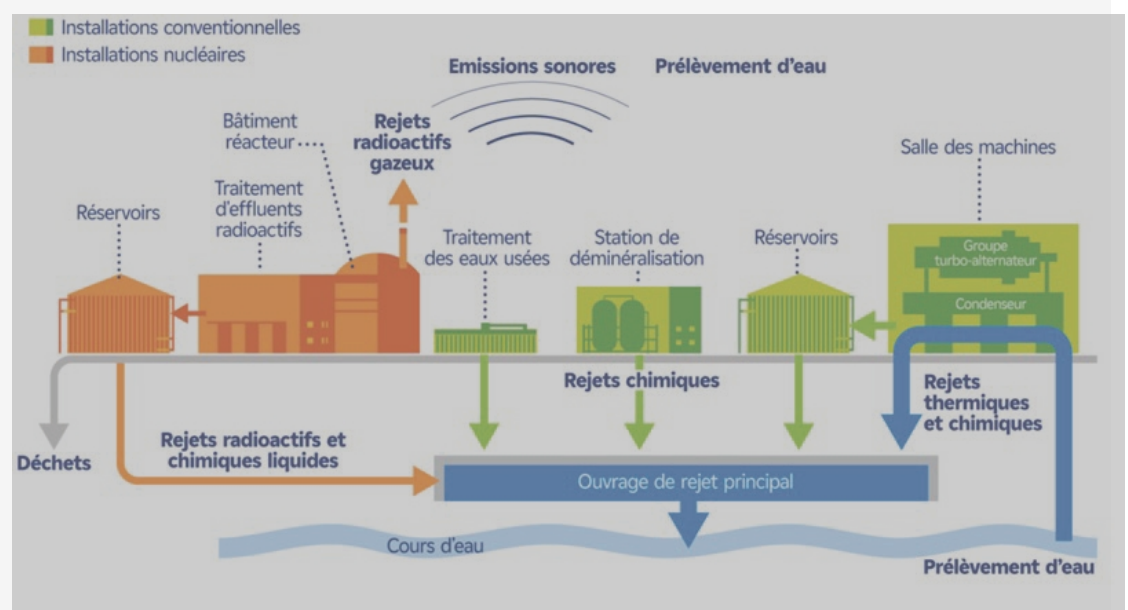 Installations conventionnelles
Installations nucléaires
Emissions sonores
Prélèvement d'eau
Bâtiment
réacteur
Rejets
radioactifs
gazeux
Salle des machines
Traitement
d'effluents
radioactifs
Réservoirs
Traitement
des eaux usées
Station de
déminéralisation
Réservoirs
Groupe
turbo-alternateur
Condenseur
Rejets chimiques
Rejets
thermiques
et chimiques
Déchets
Rejets radioactifs et
chimiques liquides
Ouvrage de rejet principal
Cours d'eau
Prélèvement d'eau